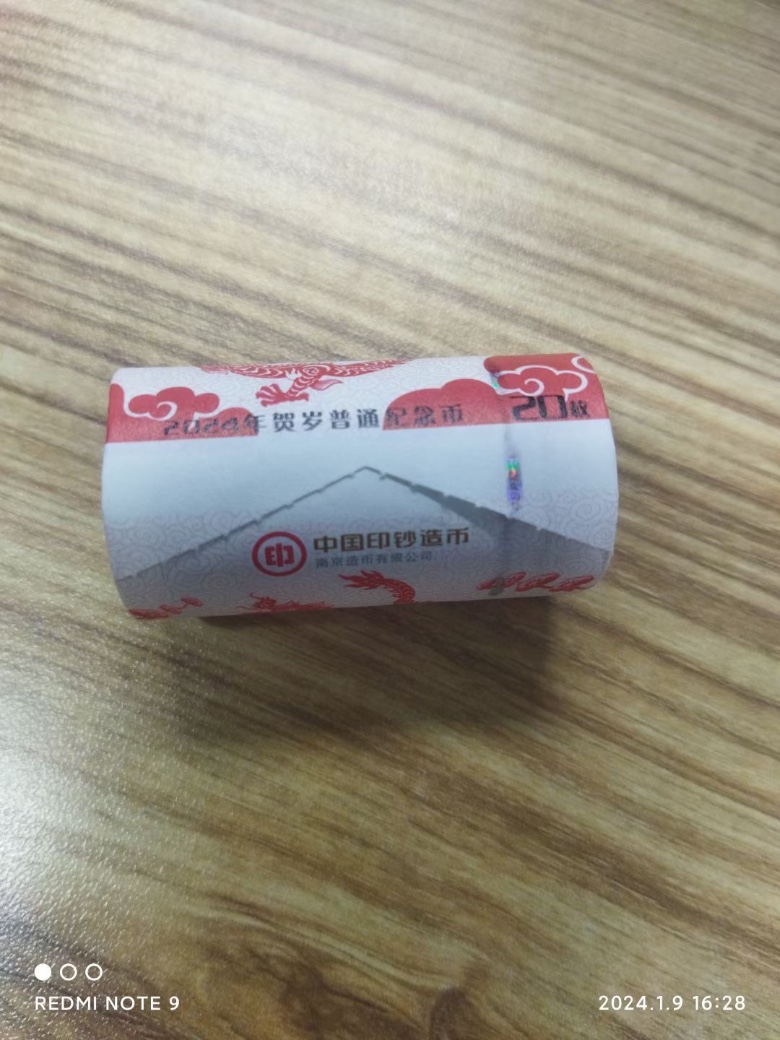 2024年贺岁普通纪念币
20枚
中国印钞造币
南京造币有限公司
REDMI NOTE 9
2024.1.9 16:28